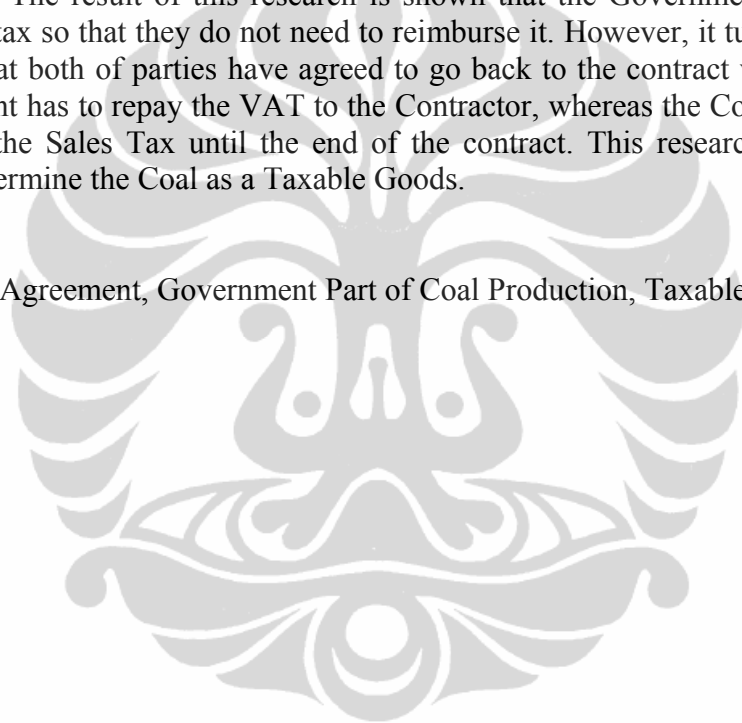 The result of this research is shown that the Governme
tax so that they do not need to reimburse it. However, it tu
at both of parties have agreed to go back to the contract
nt has to repay the VAT to the Contractor, whereas the Co
the Sales Tax until the end of the contract. This researc
ermine the Coal as a Taxable Goods.
Agreement, Government Part of Coal Production, Taxable